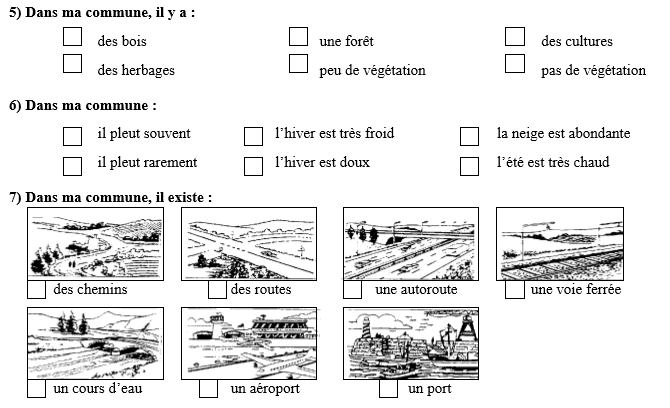 5) Dans ma commune, il y a :
des bois une forêt des cultures
des herbages peu de végétation pas de végétation
6) Dans ma commune :
il pleut souvent l’hiver est très froid la neige est abondante
il pleut rarement l’hiver est doux l’été est très chaud
7) Dans ma commune, il existe :
des chemins des routes une autoroute une voie ferrée
un cours d’eau un aéroport un port